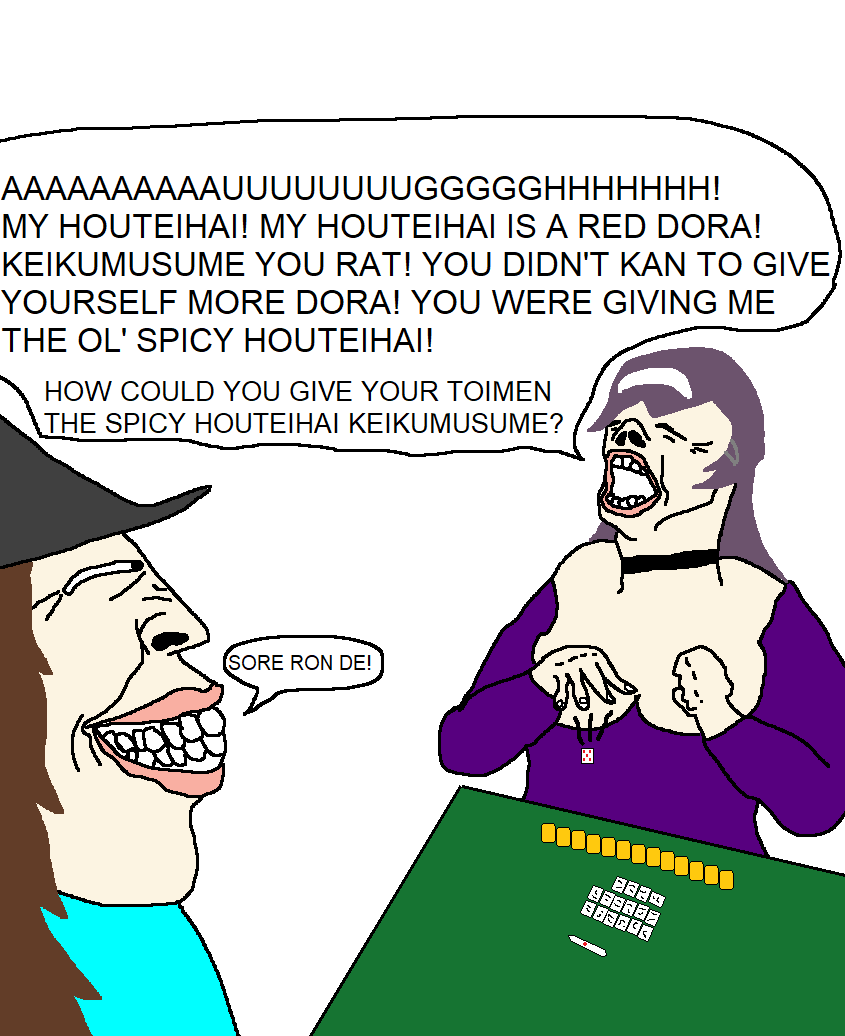 AAAAAAAAAAUUUUUUUUGGGGGHHHHHHH!
MY HOUTEIHAI! MY HOUTEIHAI IS A RED DORA!
KEIKUMUSUME YOU RAT! YOU DIDN'T KAN TO GIVE
YOURSELF MORE DORA! YOU WERE GIVING ME
THE OL' SPICY HOUTEIHAI!
HOW COULD YOU GIVE YOUR TOIMEN
THE SPICY HOUTEIHAI KEIKUMUSUME?
SORE RON DE!